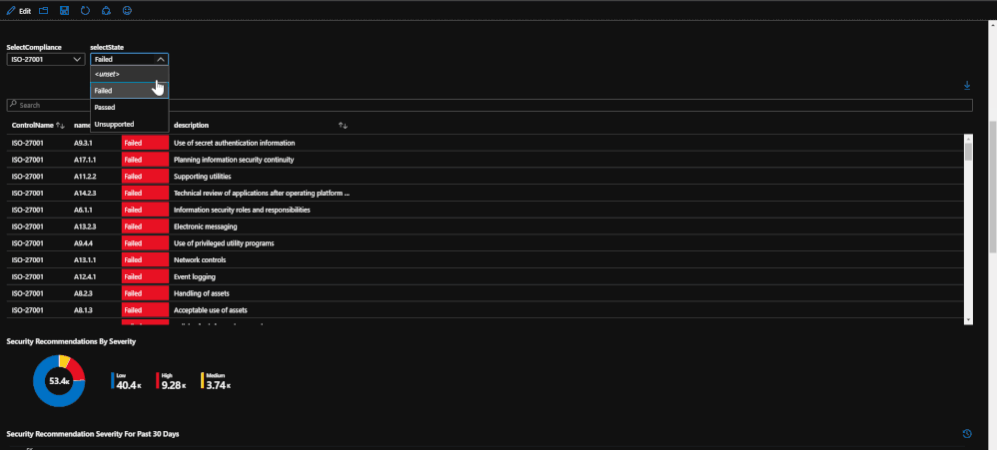 Edit
SelectCompliance selectState
ISO-27001 Failed
<unset>
Failed
Passed
Unsupported
Search
ControlName name description
ISO-27001 A9.3.1 Failed Use of secret authentication information
ISO-27001 A17.1.1 Failed Planning information security continuity
ISO-27001 A11.2.2 Failed Supporting utilities
ISO-27001 A14.2.3 Failed Technical review of applications after operating platform ...
ISO-27001 A6.1.1 Failed Information security roles and responsibilities
ISO-27001 A13.2.3 Failed Electronic messaging
ISO-27001 A9.4.4 Failed Use of privileged utility programs
ISO-27001 A13.1.1 Failed Network controls
ISO-27001 A12.4.1 Failed Event logging
ISO-27001 A8.2.3 Failed Handling of assets
ISO-27001 A8.1.3 Failed Acceptable use of assets
Security Recommendations By Severity
53.4K
Low High Medium
40.4K 9.28K 3.74K
Security Recommendation Severity For Past 30 Days